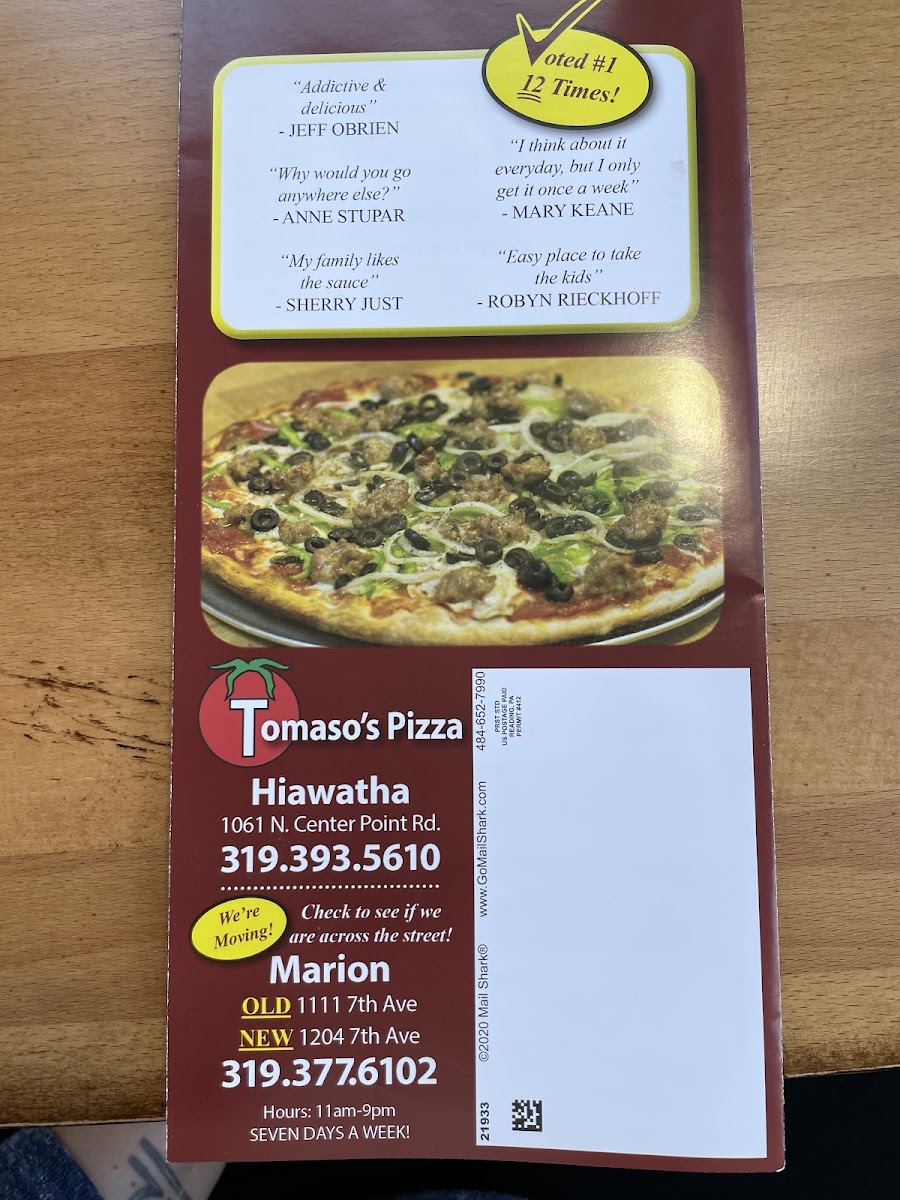 Voted #1
12 Times!
“Addictive &
delicious”
- JEFF OBRIEN
“Why would you go
anywhere else?”
- ANNE STUPAR
“My family likes
the sauce”
- SHERRY JUST
“I think about it
everyday, but I only
get it once a week”
- MARY KEANE
“Easy place to take
the kids”
- ROBYN RIECKHOFF
Tomaso's Pizza
Hiawatha
1061 N. Center Point Rd.
319.393.5610
We're
Moving!
Check to see if we
are across the street!
Marion
OLD 1111 7th Ave
NEW 1204 7th Ave
319.377.6102
Hours: 11am-9pm
SEVEN DAYS A WEEK!
©2020 Mail Shark® www.GoMailShark.com 484-652-7990
PRST STD
US POSTAGE PAID
READING, PA
PERMIT #412
21933